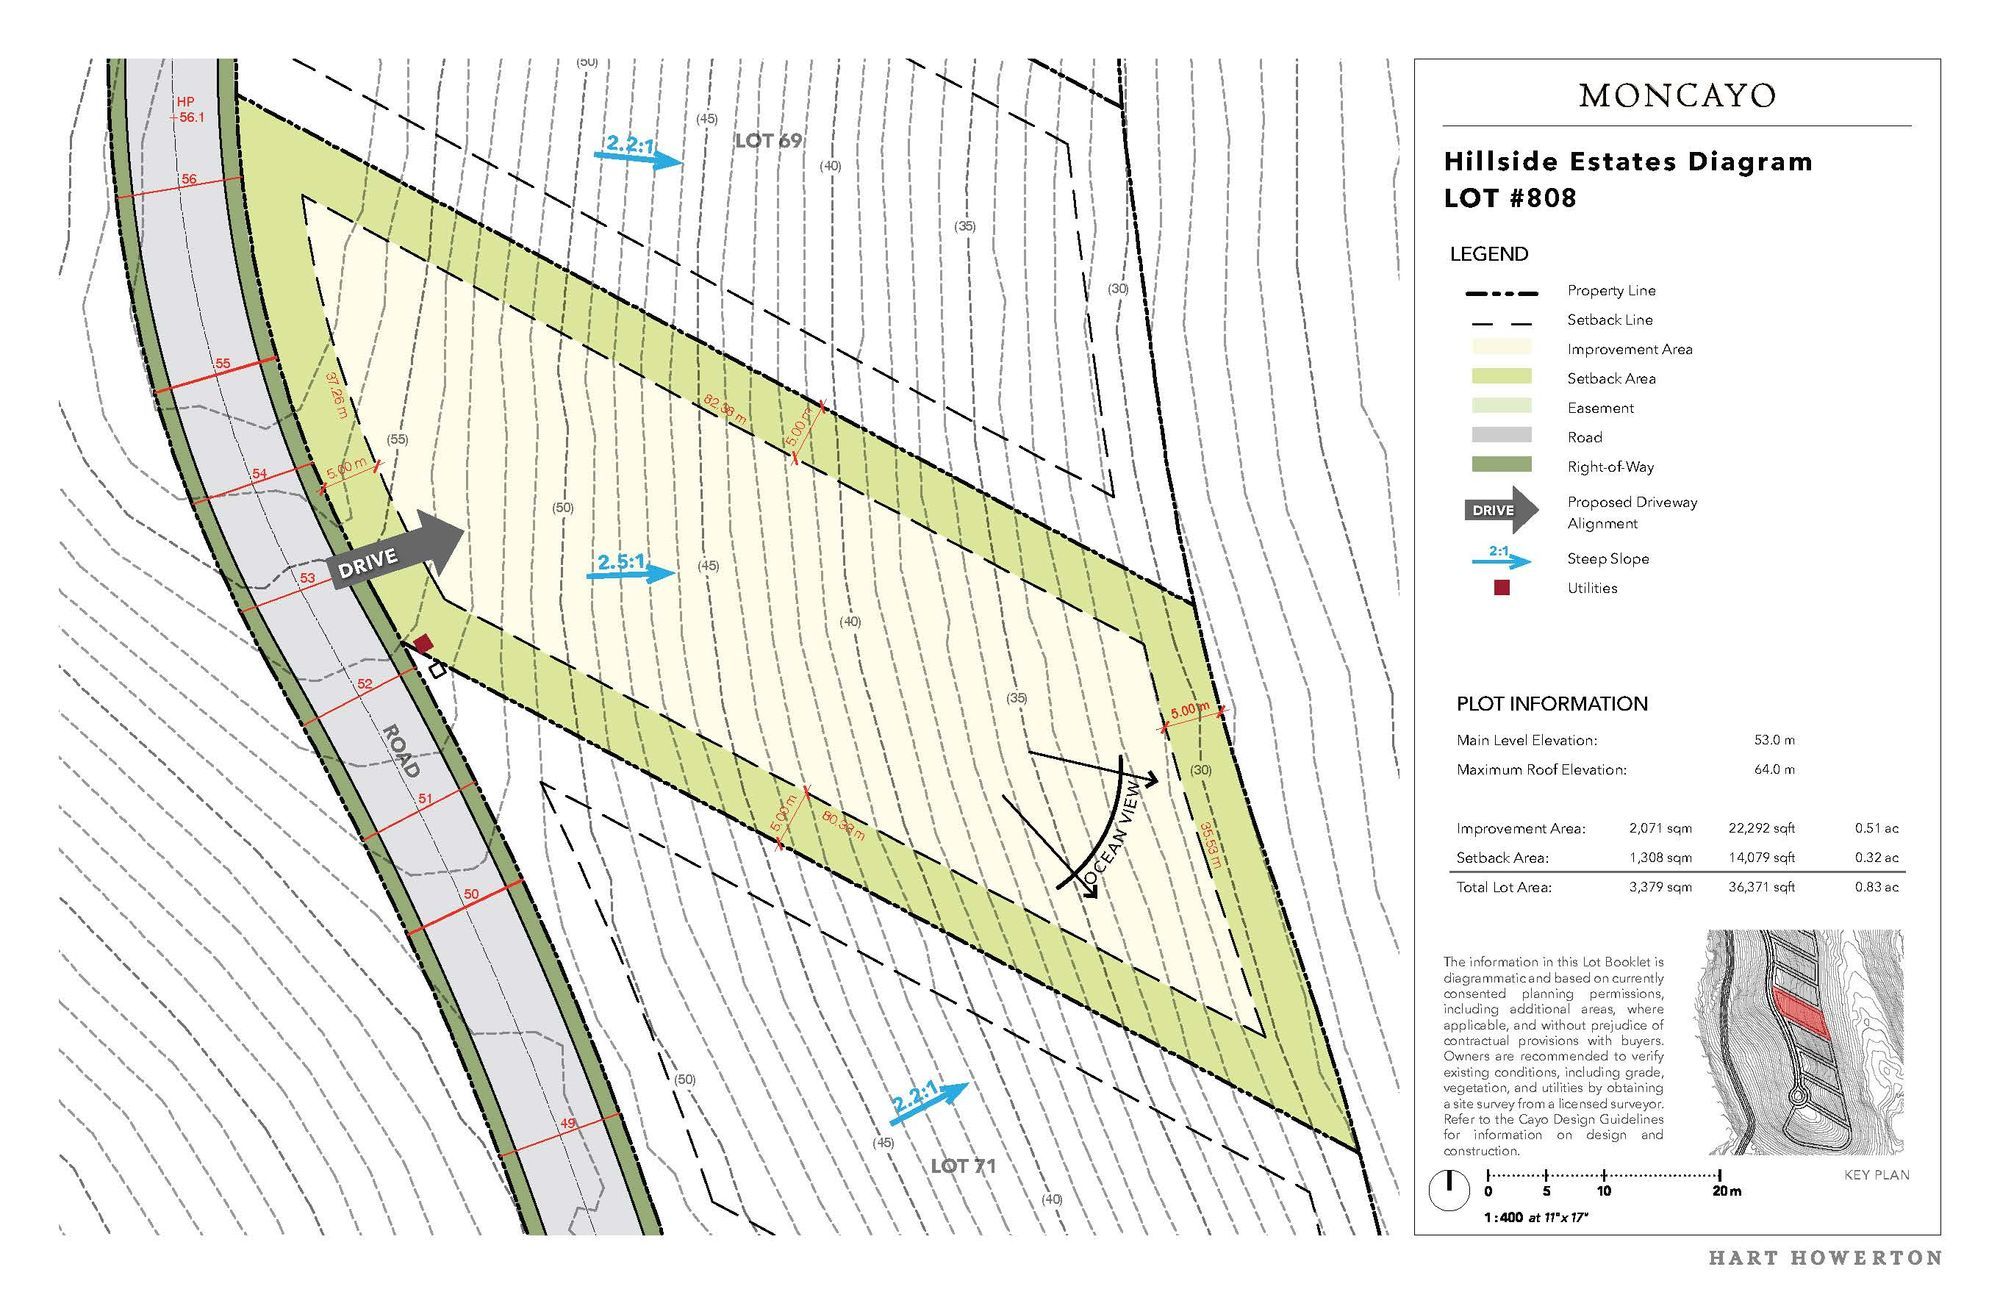 MONCAYO
Hillside Estates Diagram
LOT #808
LEGEND
Property Line
Setback Line
Improvement Area
Setback Area
Easement
Road
Right-of-Way
DRIVE
Proposed Driveway
Alignment
2:1
Steep Slope
Utilities
PLOT INFORMATION
Main Level Elevation: 53.0 m
Maximum Roof Elevation: 64.0 m
Improvement Area: 2,071 sqm 22,292 sqft 0.51 ac
Setback Area: 1,308 sqm 14,079 sqft 0.32 ac
Total Lot Area: 3,379 sqm 36,371 sqft 0.83 ac
The information in this Lot Booklet is
diagrammatic and based on currently
consented planning permissions,
including additional areas, where
applicable, and without prejudice of
contractual provisions with buyers.
Owners are recommended to verify
existing conditions, including grade,
vegetation, and utilities by obtaining
a site survey from a licensed surveyor.
Refer to the Cayo Design Guidelines
for information on design and
construction.
KEY PLAN
0 5 10 20 m
1 : 400 at 11" x 17"
HART HOWERTON
(50)
HP
56.1
(45)
LOT 69
2.2:1
(40)
56
(35)
(30)
55
37.26 m
82.36 m
5.00 m
(55)
54
5.00 m
(50)
DRIVE
53
2.5:1
(45)
(40)
52
(35)
5.00 m
ROAD
(30)
51
5.00 m
80.38 m
OCEAN VIEW
35.53 m
50
(50)
2.2:1
49
(45)
LOT 71
(40)